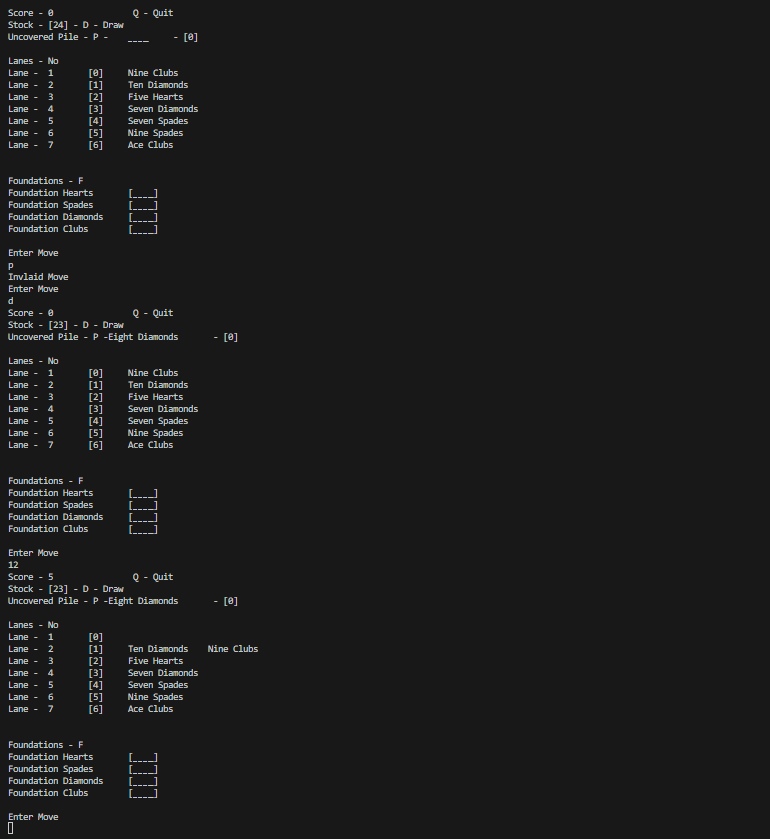 Score - 0                Q - Quit
Stock - [24] - D - Draw
Uncovered Pile - P -    ____     - [0]
Lanes - No
Lane -  1       [0]     Nine Clubs
Lane -  2       [1]     Ten Diamonds
Lane -  3       [2]     Five Hearts
Lane -  4       [3]     Seven Diamonds
Lane -  5       [4]     Seven Spades
Lane -  6       [5]     Nine Spades
Lane -  7       [6]     Ace Clubs
Foundations - F
Foundation Hearts       [____]
Foundation Spades       [____]
Foundation Diamonds     [____]
Foundation Clubs        [____]
Enter Move
p
Invlaid Move
Enter Move
d
Score - 0                Q - Quit
Stock - [23] - D - Draw
Uncovered Pile - P -Eight Diamonds       - [0]
Lanes - No
Lane -  1       [0]     Nine Clubs
Lane -  2       [1]     Ten Diamonds
Lane -  3       [2]     Five Hearts
Lane -  4       [3]     Seven Diamonds
Lane -  5       [4]     Seven Spades
Lane -  6       [5]     Nine Spades
Lane -  7       [6]     Ace Clubs
Foundations - F
Foundation Hearts       [____]
Foundation Spades       [____]
Foundation Diamonds     [____]
Foundation Clubs        [____]
Enter Move
12
Score - 5                Q - Quit
Stock - [23] - D - Draw
Uncovered Pile - P -Eight Diamonds       - [0]
Lanes - No
Lane -  1       [0]
Lane -  2       [1]     Ten Diamonds    Nine Clubs
Lane -  3       [2]     Five Hearts
Lane -  4       [3]     Seven Diamonds
Lane -  5       [4]     Seven Spades
Lane -  6       [5]     Nine Spades
Lane -  7       [6]     Ace Clubs
Foundations - F
Foundation Hearts       [____]
Foundation Spades       [____]
Foundation Diamonds     [____]
Foundation Clubs        [____]
Enter Move